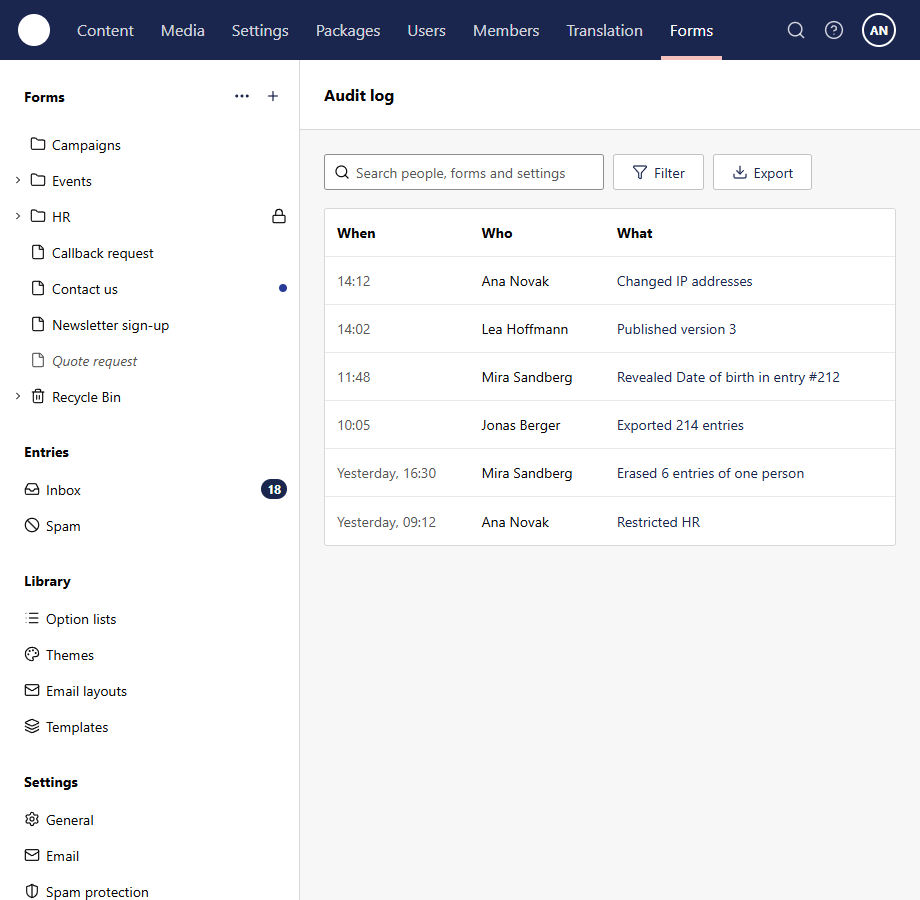 Content Media Settings Packages Users Members Translation Forms AN
Forms
Campaigns
Events
HR
Callback request
Contact us
Newsletter sign-up
Quote request
Recycle Bin
Entries
Inbox 18
Spam
Library
Option lists
Themes
Email layouts
Templates
Settings
General
Email
Spam protection
Audit log
Search people, forms and settings Filter Export
When Who What
14:12 Ana Novak Changed IP addresses
14:02 Lea Hoffmann Published version 3
11:48 Mira Sandberg Revealed Date of birth in entry #212
10:05 Jonas Berger Exported 214 entries
Yesterday, 16:30 Mira Sandberg Erased 6 entries of one person
Yesterday, 09:12 Ana Novak Restricted HR